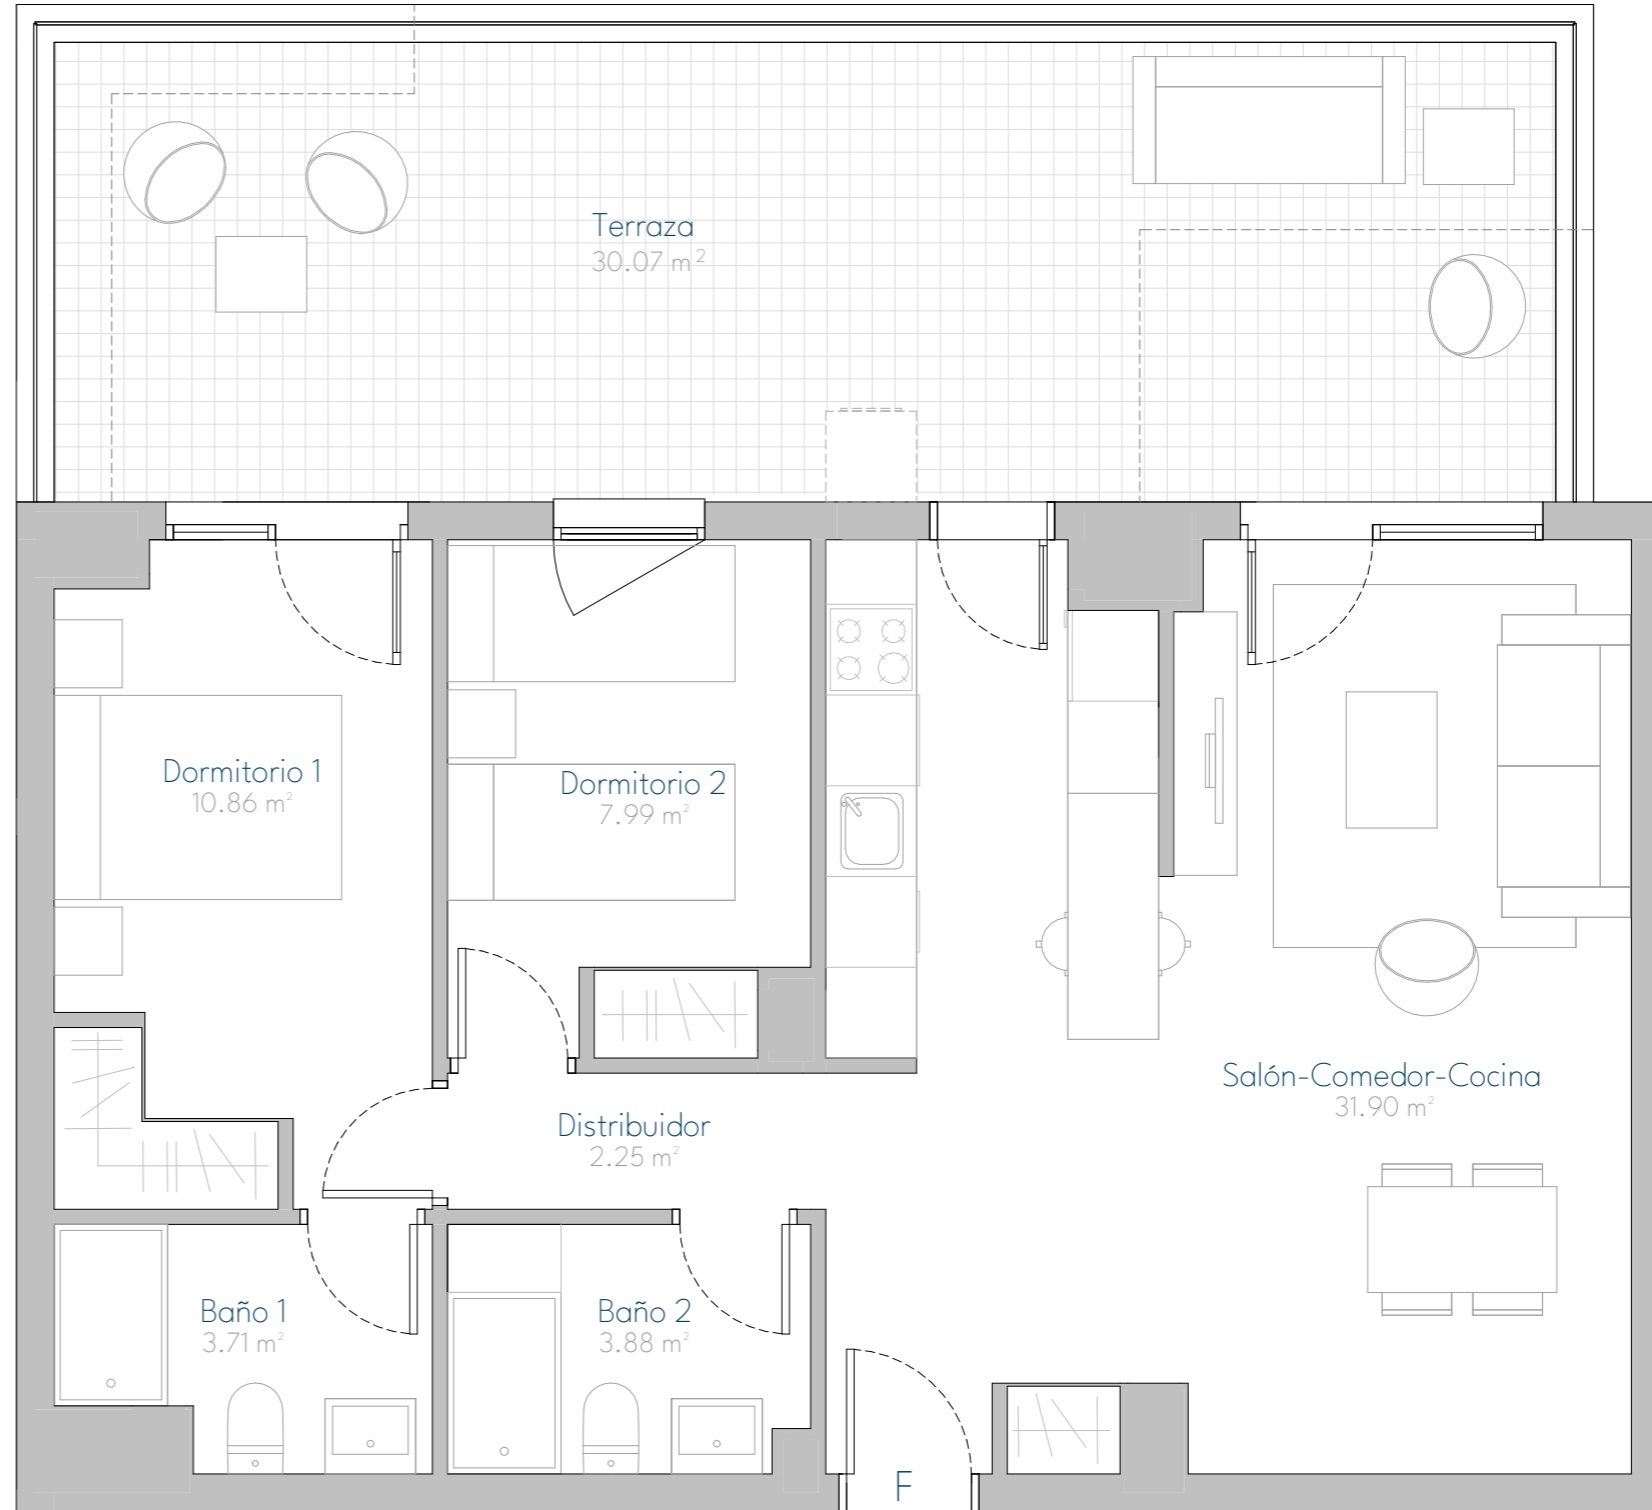 Terraza
30.07 m²
Dormitorio 1
10.86 m²
Dormitorio 2
7.99 m²
Salón-Comedor-Cocina
31.90 m²
Distribuidor
2.25 m²
Baño 1
3.71 m²
Baño 2
3.88 m²
F